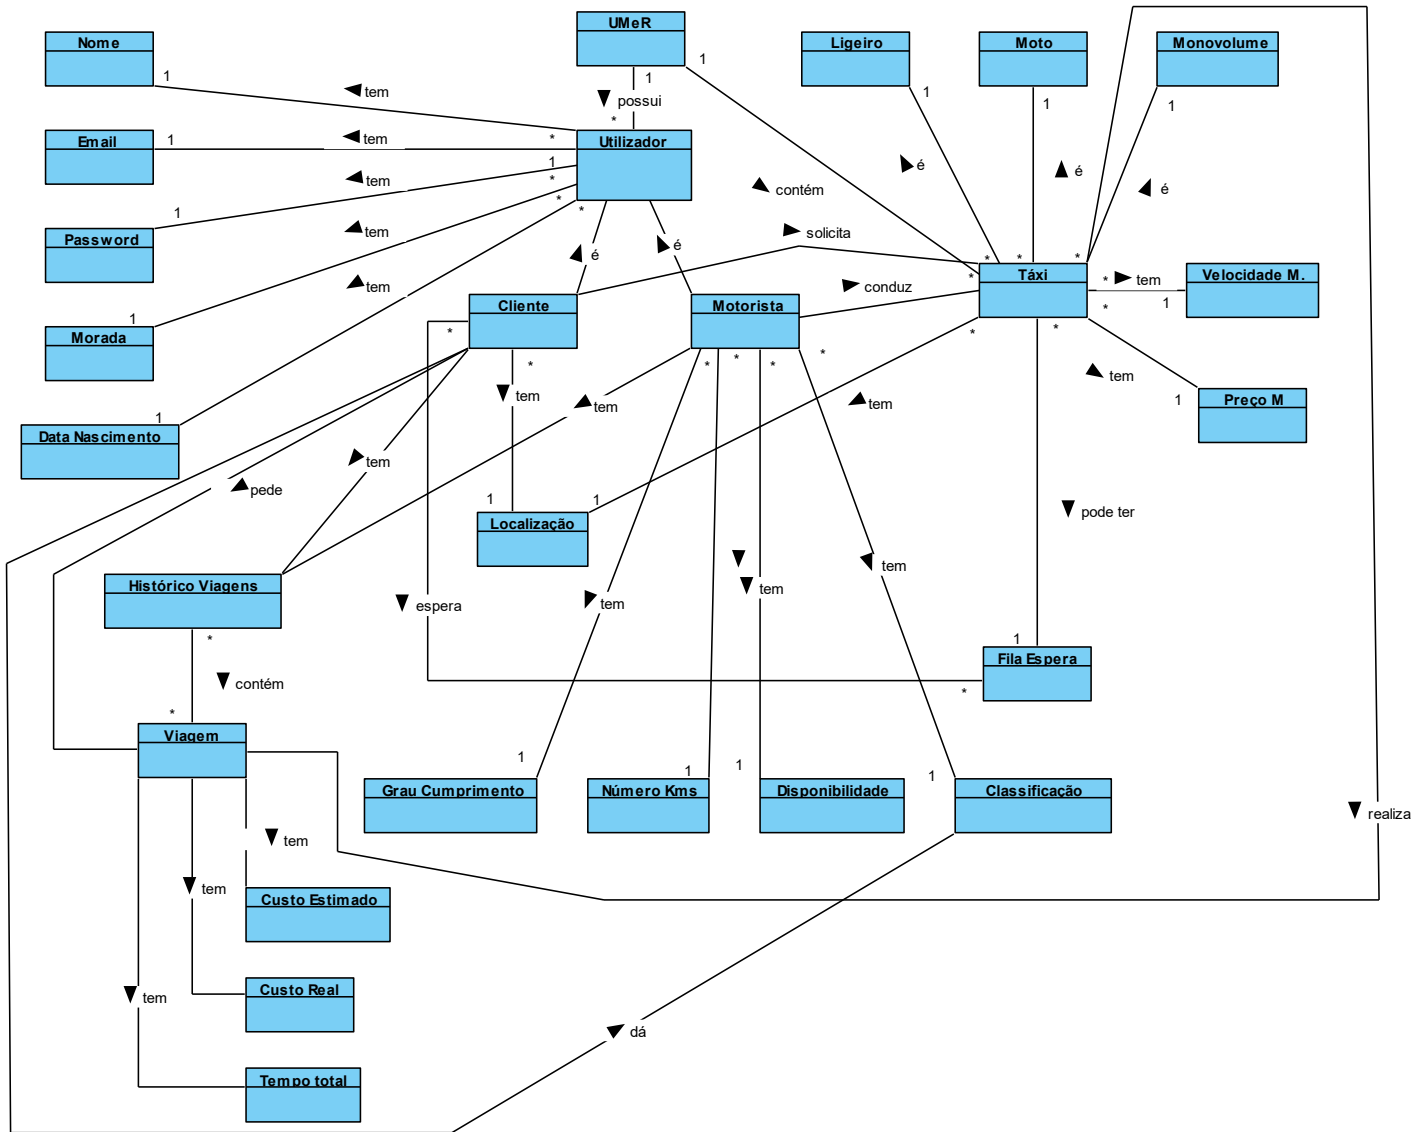 UMeR
Nome
Ligeiro
Moto
Monovolume
1
1
1
1
1
1
tem
possui
*
*
Email
1
tem
Utilizador
1
*
tem
*
*
é
é
é
contém
Password
1
tem
solicita
é
é
*
*
*
*
Táxi
*
tem
Velocidade M.
1
*
*
*
tem
conduz
Cliente
Motorista
*
*
*
*
*
*
Morada
1
tem
tem
tem
tem
1
Preço M
Data Nascimento
1
tem
pede
1
1
Localização
pode ter
Histórico Viagens
*
espera
tem
tem
tem
1
Fila Espera
*
contém
*
Viagem
1
1
1
1
Grau Cumprimento
Número Kms
Disponibilidade
Classificação
realiza
tem
tem
Custo Estimado
tem
Custo Real
dá
Tempo total